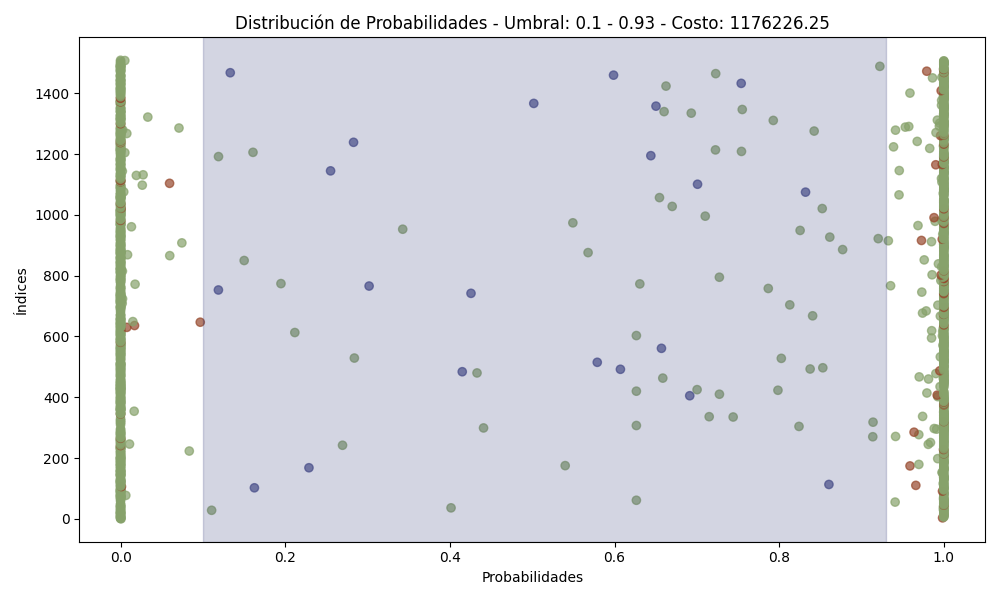 Distribución de Probabilidades - Umbral: 0.1 - 0.93 - Costo: 1176226.25
Índices
1400
1200
1000
800
600
400
200
0
0.0 0.2 0.4 0.6 0.8 1.0
Probabilidades